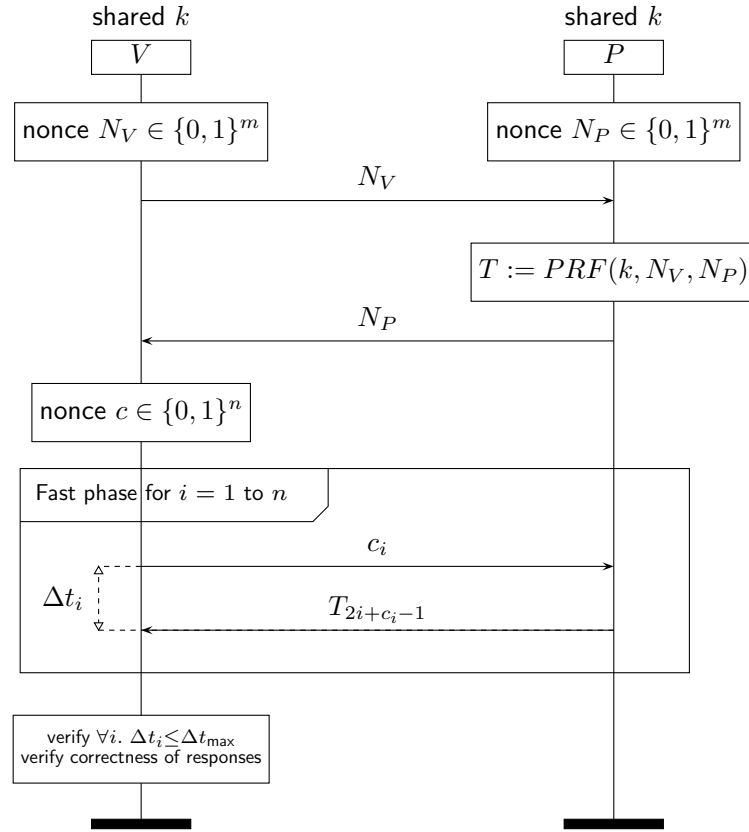 shared k shared k
V P
nonce N_V ∈ {0, 1}^m nonce N_P ∈ {0, 1}^m
N_V
T := PRF(k, N_V, N_P)
N_P
nonce c ∈ {0, 1}^n
Fast phase for i = 1 to n
c_i
Δt_i
T_{2i+c_i−1}
verify ∀i. Δt_i≤Δt_max
verify correctness of responses